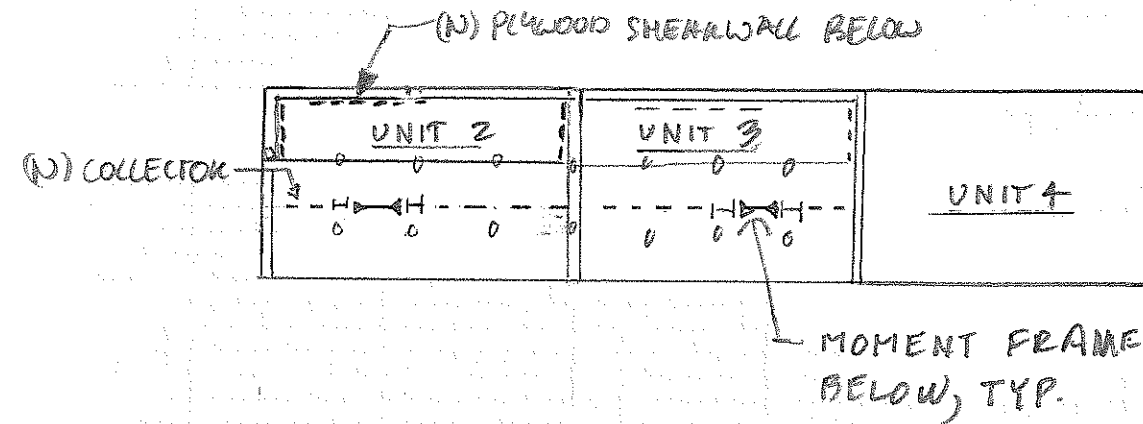 (N) PLYWOOD SHEARWALL BELOW
UNIT 2
UNIT 3
(N) COLLECTOR
UNIT 4
MOMENT FRAME
BELOW, TYP.